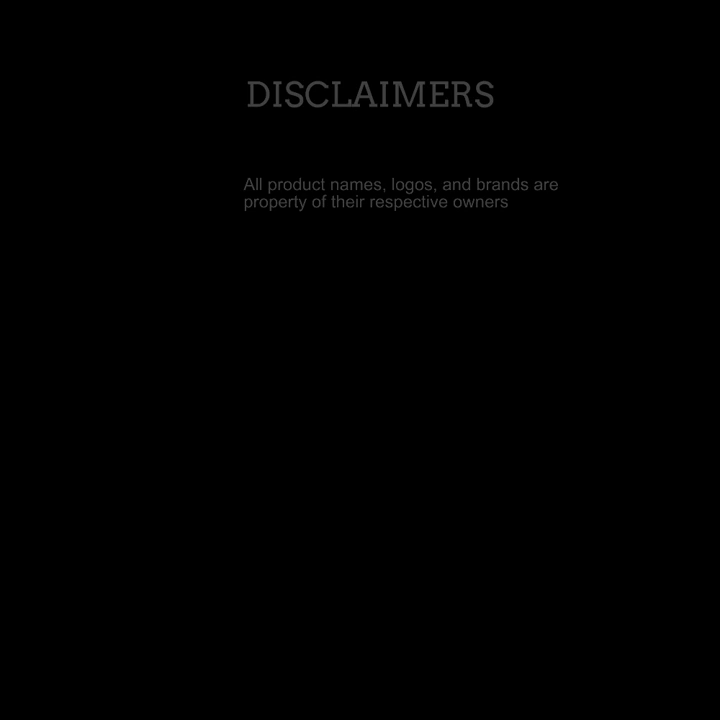 DISCLAIMERS
All product names, logos, and brands are
property of their respective owners